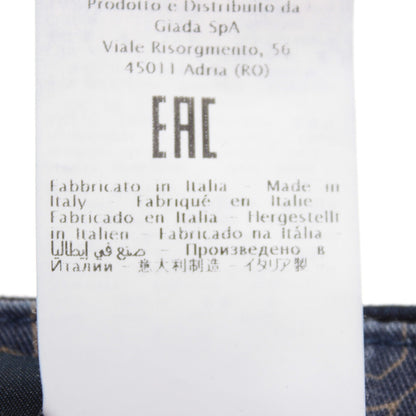 Prodotto e Distribuito da
Giada SpA
Viale Risorgmento, 56
45011 Adria (RO)
EAC
Fabbricato in Italia - Made in
Italy - Fabriqué en Italie -
Fabricado en Italia - Hergestellt
in Italien - Fabricado na Itália -
صنع في إيطاليا - Произведено в
Италии - 意大利制造 - イタリア製 -